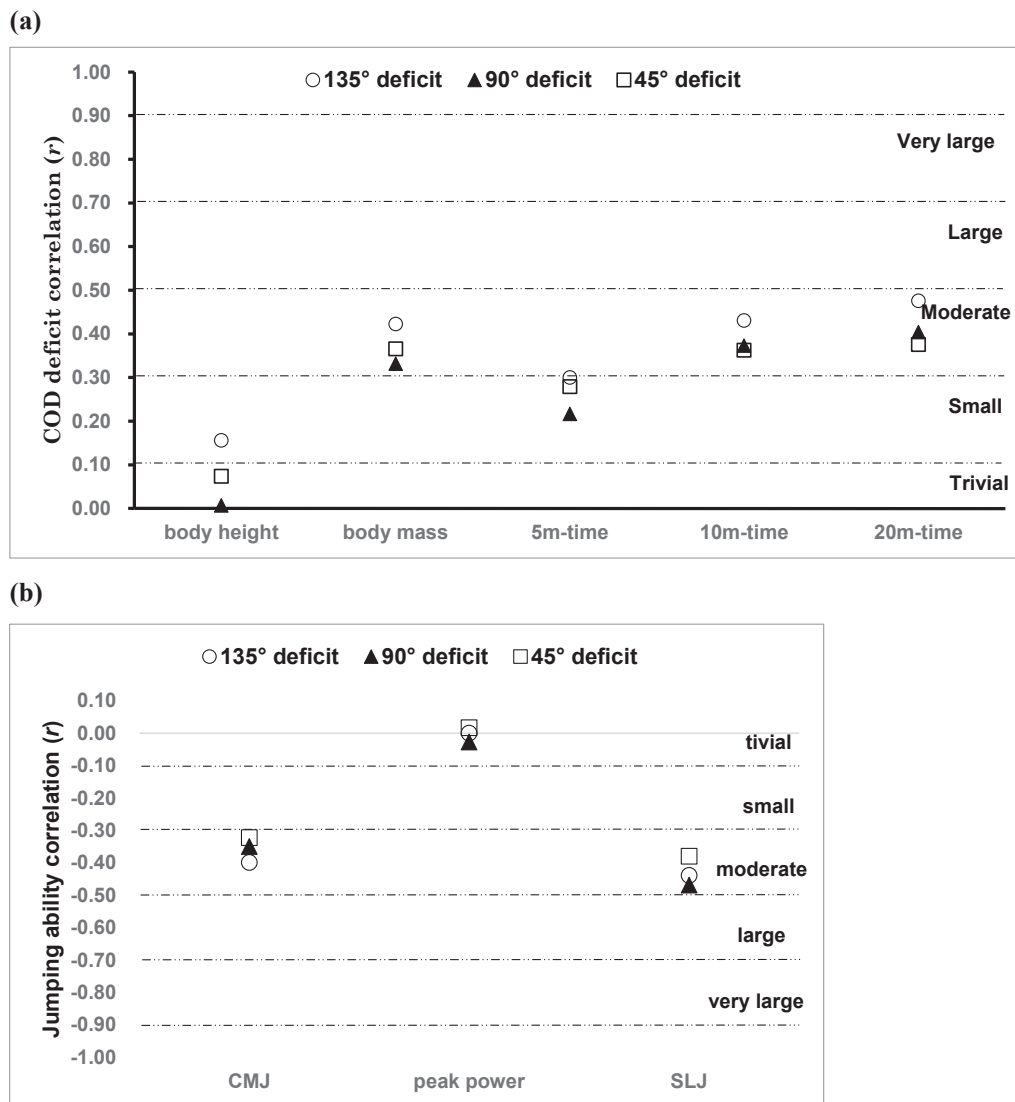 (a)
135° deficit 90° deficit 45° deficit
COD deficit correlation (r)
1.00
0.90
0.80
0.70
0.60
0.50
0.40
0.30
0.20
0.10
0.00
Very large
Large
Moderate
Small
Trivial
body height body mass 5m-time 10m-time 20m-time
(b)
135° deficit 90° deficit 45° deficit
Jumping ability correlation (r)
0.10
0.00
-0.10
-0.20
-0.30
-0.40
-0.50
-0.60
-0.70
-0.80
-0.90
-1.00
tivial
small
moderate
large
very large
CMJ peak power SLJ